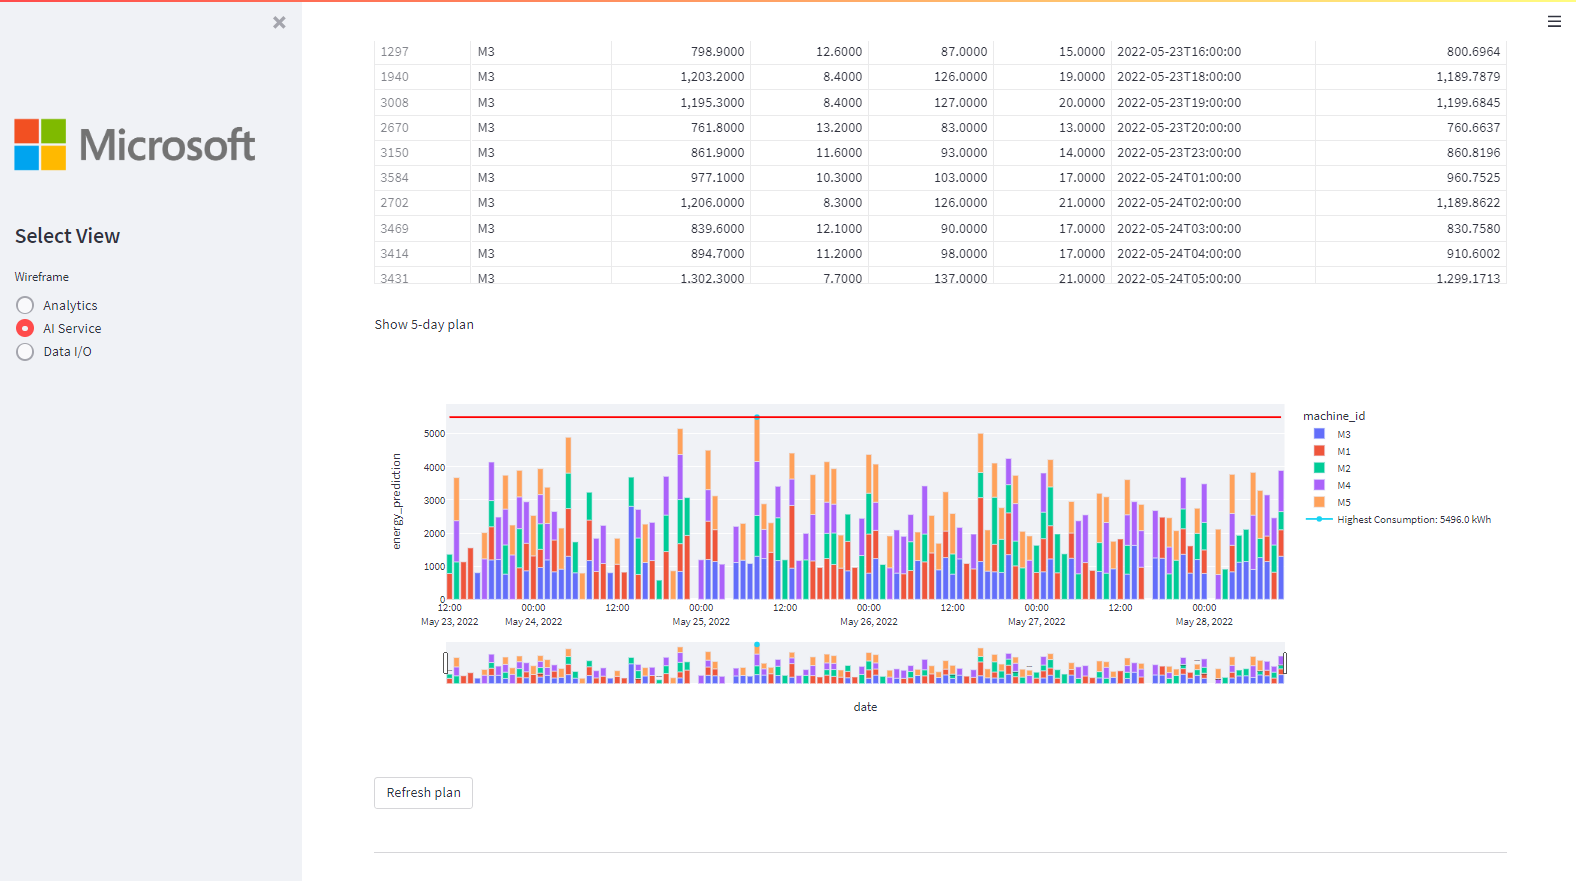 ×
☰
Microsoft
Select View
Wireframe
Analytics
AI Service
Data I/O
1297 M3 798.9000 12.6000 87.0000 15.0000 2022-05-23T16:00:00 800.6964
1940 M3 1,203.2000 8.4000 126.0000 19.0000 2022-05-23T18:00:00 1,189.7879
3008 M3 1,195.3000 8.4000 127.0000 20.0000 2022-05-23T19:00:00 1,199.6845
2670 M3 761.8000 13.2000 83.0000 13.0000 2022-05-23T20:00:00 760.6637
3150 M3 861.9000 11.6000 93.0000 14.0000 2022-05-23T23:00:00 860.8196
3584 M3 977.1000 10.3000 103.0000 17.0000 2022-05-24T01:00:00 960.7525
2702 M3 1,206.0000 8.3000 126.0000 21.0000 2022-05-24T02:00:00 1,189.8622
3469 M3 839.6000 12.1000 90.0000 17.0000 2022-05-24T03:00:00 830.7580
3414 M3 894.7000 11.2000 98.0000 17.0000 2022-05-24T04:00:00 910.6002
3431 M3 1,302.3000 7.7000 137.0000 21.0000 2022-05-24T05:00:00 1,299.1713
Show 5-day plan
energy_prediction
5000
4000
3000
2000
1000
0
12:00 00:00 12:00 00:00 12:00 00:00 12:00 00:00 12:00 00:00
May 23, 2022 May 24, 2022 May 25, 2022 May 26, 2022 May 27, 2022 May 28, 2022
date
machine_id
M3
M1
M2
M4
M5
Highest Consumption: 5496.0 kWh
Refresh plan